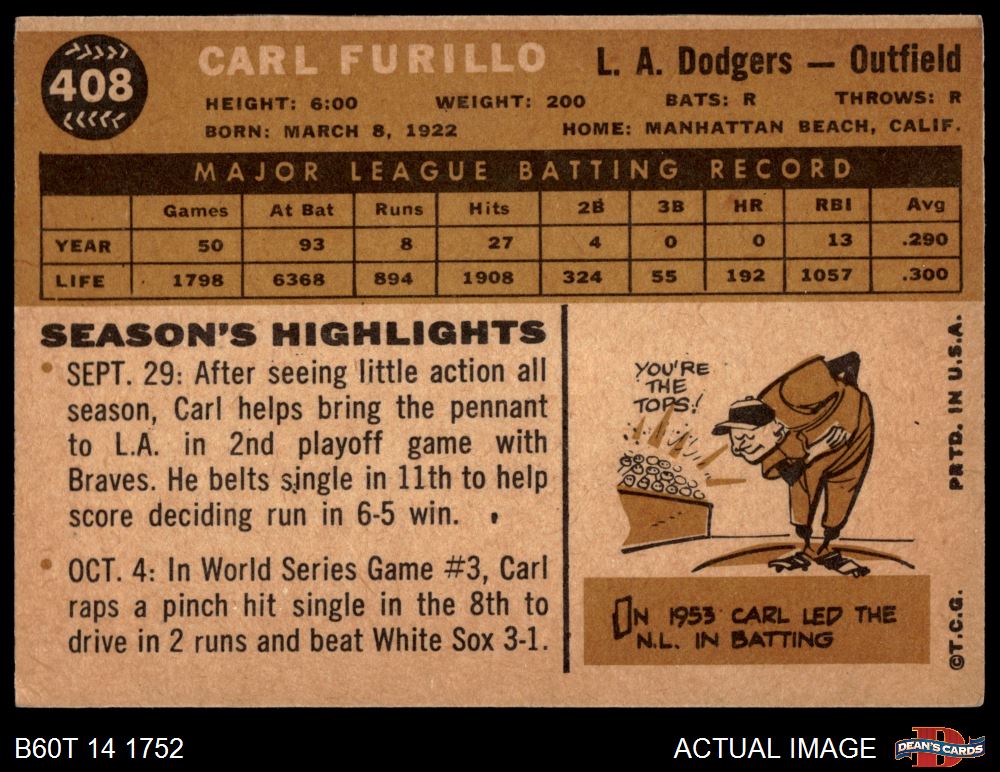 408
CARL FURILLO
L. A. Dodgers — Outfield
HEIGHT: 6:00 WEIGHT: 200 BATS: R THROWS: R
BORN: MARCH 8, 1922 HOME: MANHATTAN BEACH, CALIF.
MAJOR LEAGUE BATTING RECORD
Games At Bat Runs Hits 2B 3B HR RBI Avg
YEAR 50 93 8 27 4 0 0 13 .290
LIFE 1798 6368 894 1908 324 55 192 1057 .300
SEASON'S HIGHLIGHTS
• SEPT. 29: After seeing little action all
season, Carl helps bring the pennant
to L.A. in 2nd playoff game with
Braves. He belts single in 11th to help
score deciding run in 6-5 win.
• OCT. 4: In World Series Game #3, Carl
raps a pinch hit single in the 8th to
drive in 2 runs and beat White Sox 3-1.
YOU'RE
THE
TOPS!
IN 1953 CARL LED THE
N.L. IN BATTING
PRTD. IN U.S.A.
©T.C.G.
B60T 14 1752
ACTUAL IMAGE
DEAN'S CARDS